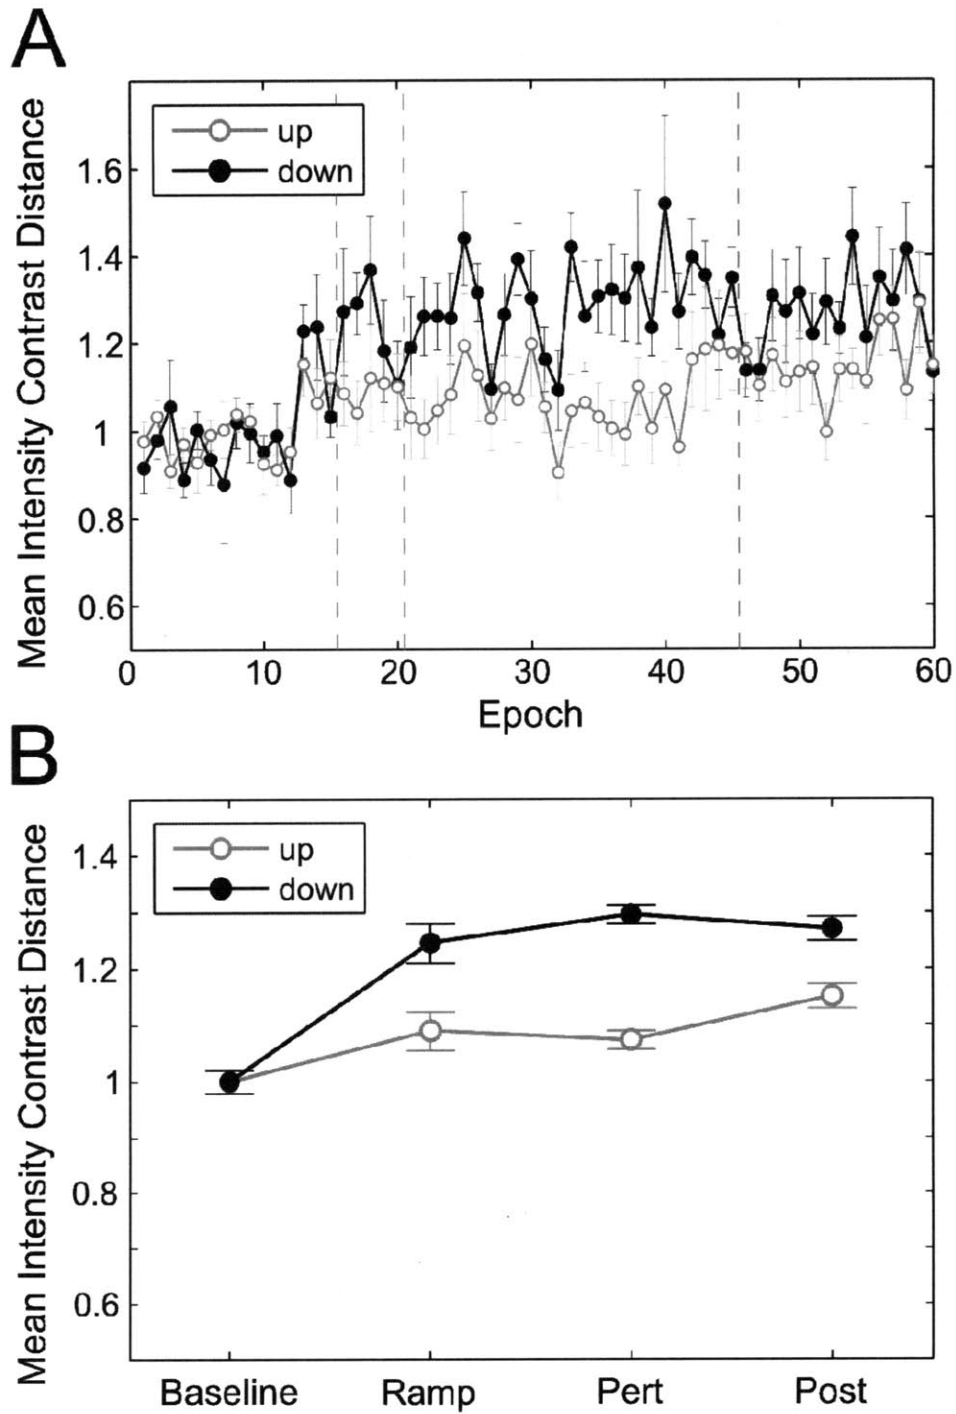 A
Mean Intensity Contrast Distance
up
down
1.6
1.4
1.2
1
0.8
0.6
0
10
20
30
40
50
60
Epoch
B
Mean Intensity Contrast Distance
up
down
1.4
1.2
1
0.8
0.6
Baseline
Ramp
Pert
Post